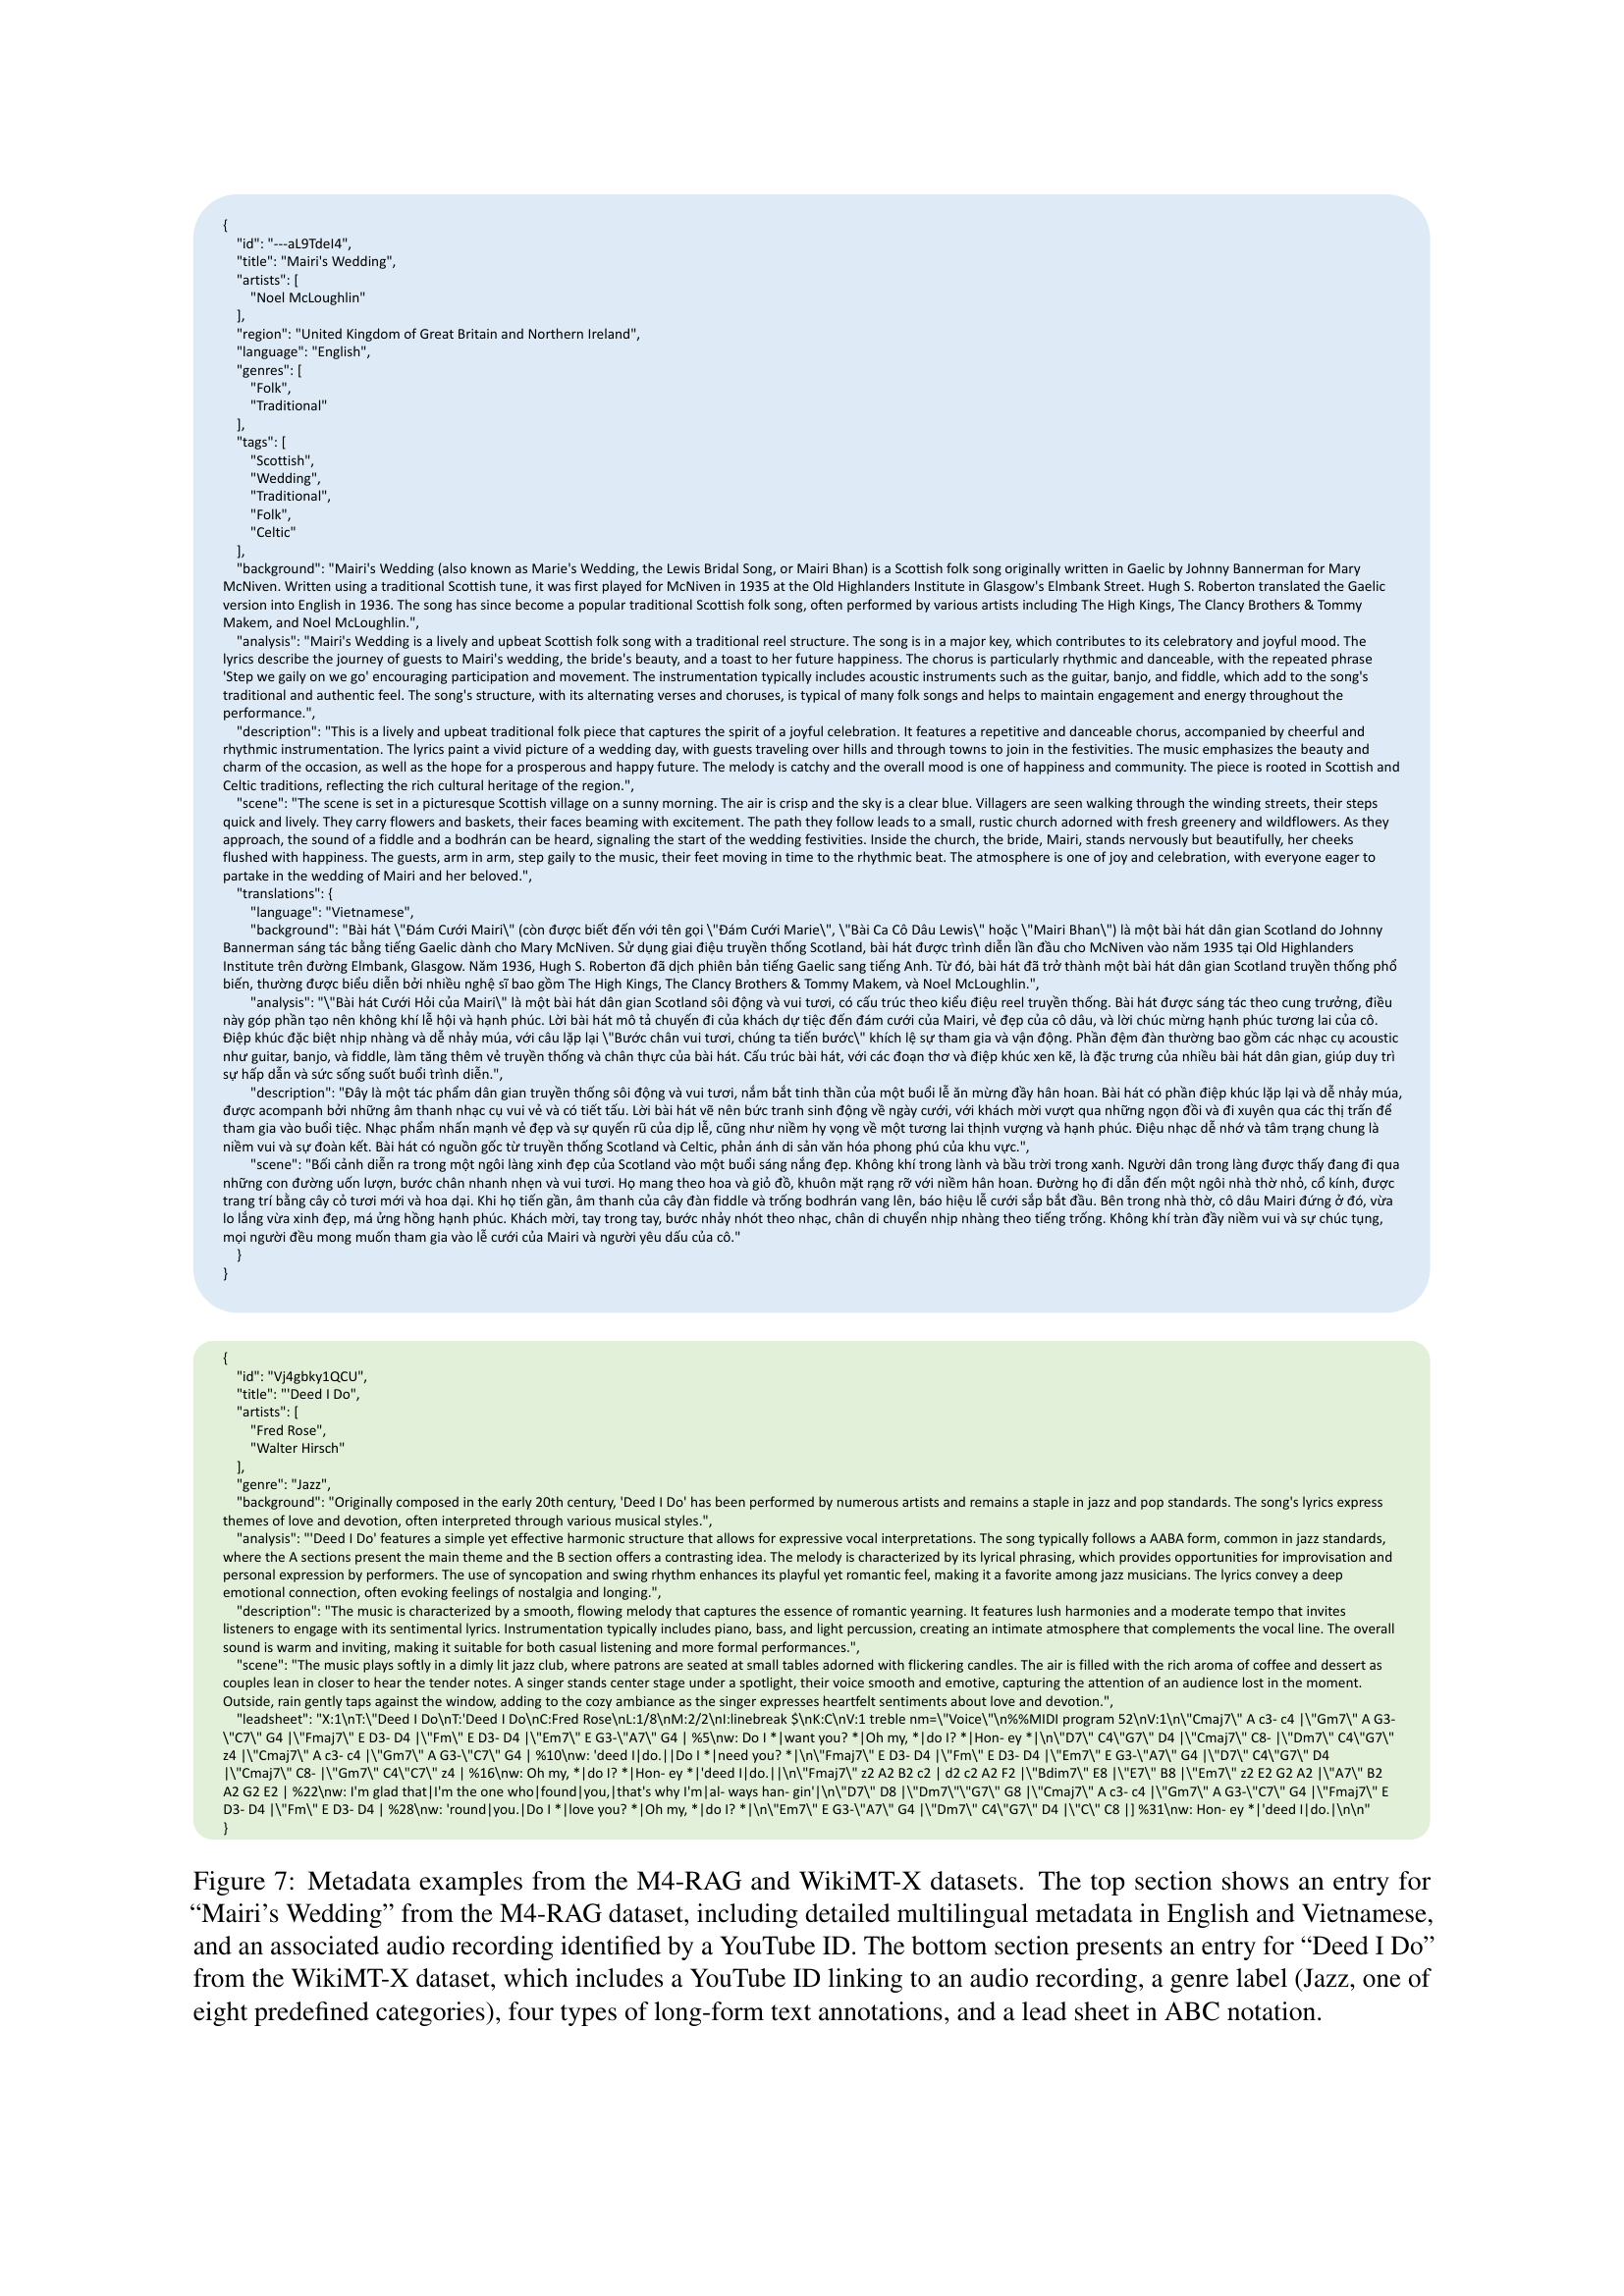 {
"id": "---aL9TdeI4",
"title": "Mairi's Wedding",
"artists": [
"Noel McLoughlin"
],
"region": "United Kingdom of Great Britain and Northern Ireland",
"language": "English",
"genres": [
"Folk",
"Traditional"
],
"tags": [
"Scottish",
"Wedding",
"Traditional",
"Folk",
"Celtic"
],
"background": "Mairi's Wedding (also known as Marie's Wedding, the Lewis Bridal Song, or Mairi Bhan) is a Scottish folk song originally written in Gaelic by Johnny Bannerman for Mary
McNiven. Written using a traditional Scottish tune, it was first played for McNiven in 1935 at the Old Highlanders Institute in Glasgow's Elmbank Street. Hugh S. Roberton translated the Gaelic
version into English in 1936. The song has since become a popular traditional Scottish folk song, often performed by various artists including The High Kings, The Clancy Brothers & Tommy
Makem, and Noel McLoughlin.",
"analysis": "Mairi's Wedding is a lively and upbeat Scottish folk song with a traditional reel structure. The song is in a major key, which contributes to its celebratory and joyful mood. The
lyrics describe the journey of guests to Mairi's wedding, the bride's beauty, and a toast to her future happiness. The chorus is particularly rhythmic and danceable, with the repeated phrase
'Step we gaily on we go' encouraging participation and movement. The instrumentation typically includes acoustic instruments such as the guitar, banjo, and fiddle, which add to the song's
traditional and authentic feel. The song's structure, with its alternating verses and choruses, is typical of many folk songs and helps to maintain engagement and energy throughout the
performance.",
"description": "This is a lively and upbeat traditional folk piece that captures the spirit of a joyful celebration. It features a repetitive and danceable chorus, accompanied by cheerful and
rhythmic instrumentation. The lyrics paint a vivid picture of a wedding day, with guests traveling over hills and through towns to join in the festivities. The music emphasizes the beauty and
charm of the occasion, as well as the hope for a prosperous and happy future. The melody is catchy and the overall mood is one of happiness and community. The piece is rooted in Scottish and
Celtic traditions, reflecting the rich cultural heritage of the region.",
"scene": "The scene is set in a picturesque Scottish village on a sunny morning. The air is crisp and the sky is a clear blue. Villagers are seen walking through the winding streets, their steps
quick and lively. They carry flowers and baskets, their faces beaming with excitement. The path they follow leads to a small, rustic church adorned with fresh greenery and wildflowers. As they
approach, the sound of a fiddle and a bodhrán can be heard, signaling the start of the wedding festivities. Inside the church, the bride, Mairi, stands nervously but beautifully, her cheeks
flushed with happiness. The guests, arm in arm, step gaily to the music, their feet moving in time to the rhythmic beat. The atmosphere is one of joy and celebration, with everyone eager to
partake in the wedding of Mairi and her beloved.",
"translations": {
"language": "Vietnamese",
"background": "Bài hát \"Đám Cưới Mairi\" (còn được biết đến với tên gọi \"Đám Cưới Marie\", \"Bài Ca Cô Dâu Lewis\" hoặc \"Mairi Bhan\") là một bài hát dân gian Scotland do Johnny
Bannerman sáng tác bằng tiếng Gaelic dành cho Mary McNiven. Sử dụng giai điệu truyền thống Scotland, bài hát được trình diễn lần đầu cho McNiven vào năm 1935 tại Old Highlanders
Institute trên đường Elmbank, Glasgow. Năm 1936, Hugh S. Roberton đã dịch phiên bản tiếng Gaelic sang tiếng Anh. Từ đó, bài hát đã trở thành một bài hát dân gian Scotland truyền thống phổ
biến, thường được biểu diễn bởi nhiều nghệ sĩ bao gồm The High Kings, The Clancy Brothers & Tommy Makem, và Noel McLoughlin.",
"analysis": "\"Bài hát Cưới Hỏi của Mairi\" là một bài hát dân gian Scotland sôi động và vui tươi, có cấu trúc theo kiểu điệu reel truyền thống. Bài hát được sáng tác theo cung trưởng, điều
này góp phần tạo nên không khí lễ hội và hạnh phúc. Lời bài hát mô tả chuyến đi của khách dự tiệc đến đám cưới của Mairi, vẻ đẹp của cô dâu, và lời chúc mừng hạnh phúc tương lai của cô.
Điệp khúc đặc biệt nhịp nhàng và dễ nhảy múa, với câu lặp lại \"Bước chân vui tươi, chúng ta tiến bước\" khích lệ sự tham gia và vận động. Phần đệm đàn thường bao gồm các nhạc cụ acoustic
như guitar, banjo, và fiddle, làm tăng thêm vẻ truyền thống và chân thực của bài hát. Cấu trúc bài hát, với các đoạn thơ và điệp khúc xen kẽ, là đặc trưng của nhiều bài hát dân gian, giúp duy trì
sự hấp dẫn và sức sống suốt buổi trình diễn.",
"description": "Đây là một tác phẩm dân gian truyền thống sôi động và vui tươi, nắm bắt tinh thần của một buổi lễ ăn mừng đầy hân hoan. Bài hát có phần điệp khúc lặp lại và dễ nhảy múa,
được acompanh bởi những âm thanh nhạc cụ vui vẻ và có tiết tấu. Lời bài hát vẽ nên bức tranh sinh động về ngày cưới, với khách mời vượt qua những ngọn đồi và đi xuyên qua các thị trấn để
tham gia vào buổi tiệc. Nhạc phẩm nhấn mạnh vẻ đẹp và sự quyến rũ của dịp lễ, cũng như niềm hy vọng về một tương lai thịnh vượng và hạnh phúc. Điệu nhạc dễ nhớ và tâm trạng chung là
niềm vui và sự đoàn kết. Bài hát có nguồn gốc từ truyền thống Scotland và Celtic, phản ánh di sản văn hóa phong phú của khu vực.",
"scene": "Bối cảnh diễn ra trong một ngôi làng xinh đẹp của Scotland vào một buổi sáng nắng đẹp. Không khí trong lành và bầu trời trong xanh. Người dân trong làng được thấy đang đi qua
những con đường uốn lượn, bước chân nhanh nhẹn và vui tươi. Họ mang theo hoa và giỏ đồ, khuôn mặt rạng rỡ với niềm hân hoan. Đường họ đi dẫn đến một ngôi nhà thờ nhỏ, cổ kính, được
trang trí bằng cây cỏ tươi mới và hoa dại. Khi họ tiến gần, âm thanh của cây đàn fiddle và trống bodhrán vang lên, báo hiệu lễ cưới sắp bắt đầu. Bên trong nhà thờ, cô dâu Mairi đứng ở đó, vừa
lo lắng vừa xinh đẹp, má ửng hồng hạnh phúc. Khách mời, tay trong tay, bước nhảy nhót theo nhạc, chân di chuyển nhịp nhàng theo tiếng trống. Không khí tràn đầy niềm vui và sự chúc tụng,
mọi người đều mong muốn tham gia vào lễ cưới của Mairi và người yêu dấu của cô."
}
}
{
"id": "Vj4gbky1QCU",
"title": "'Deed I Do",
"artists": [
"Fred Rose",
"Walter Hirsch"
],
"genre": "Jazz",
"background": "Originally composed in the early 20th century, 'Deed I Do' has been performed by numerous artists and remains a staple in jazz and pop standards. The song's lyrics express
themes of love and devotion, often interpreted through various musical styles.",
"analysis": "'Deed I Do' features a simple yet effective harmonic structure that allows for expressive vocal interpretations. The song typically follows a AABA form, common in jazz standards,
where the A sections present the main theme and the B section offers a contrasting idea. The melody is characterized by its lyrical phrasing, which provides opportunities for improvisation and
personal expression by performers. The use of syncopation and swing rhythm enhances its playful yet romantic feel, making it a favorite among jazz musicians. The lyrics convey a deep
emotional connection, often evoking feelings of nostalgia and longing.",
"description": "The music is characterized by a smooth, flowing melody that captures the essence of romantic yearning. It features lush harmonies and a moderate tempo that invites
listeners to engage with its sentimental lyrics. Instrumentation typically includes piano, bass, and light percussion, creating an intimate atmosphere that complements the vocal line. The overall
sound is warm and inviting, making it suitable for both casual listening and more formal performances.",
"scene": "The music plays softly in a dimly lit jazz club, where patrons are seated at small tables adorned with flickering candles. The air is filled with the rich aroma of coffee and dessert as
couples lean in closer to hear the tender notes. A singer stands center stage under a spotlight, their voice smooth and emotive, capturing the attention of an audience lost in the moment.
Outside, rain gently taps against the window, adding to the cozy ambiance as the singer expresses heartfelt sentiments about love and devotion.",
"leadsheet": "X:1\nT:\"Deed I Do\nT:'Deed I Do\nC:Fred Rose\nL:1/8\nM:2/2\nI:linebreak $\nK:C\nV:1 treble nm=\"Voice\"\n%%MIDI program 52\nV:1\n\"Cmaj7\" A c3- c4 |\"Gm7\" A G3-
\"C7\" G4 |\"Fmaj7\" E D3- D4 |\"Fm\" E D3- D4 |\"Em7\" E G3-\"A7\" G4 | %5\nw: Do I *|want you? *|Oh my, *|do I? *|Hon- ey *|\n\"D7\" C4\"G7\" D4 |\"Cmaj7\" C8- |\"Dm7\" C4\"G7\"
z4 |\"Cmaj7\" A c3- c4 |\"Gm7\" A G3-\"C7\" G4 | %10\nw: 'deed I|do.||Do I *|need you? *|\n\"Fmaj7\" E D3- D4 |\"Fm\" E D3- D4 |\"Em7\" E G3-\"A7\" G4 |\"D7\" C4\"G7\" D4
|\"Cmaj7\" C8- |\"Gm7\" C4\"C7\" z4 | %16\nw: Oh my, *|do I? *|Hon- ey *|'deed I|do.||\n\"Fmaj7\" z2 A2 B2 c2 | d2 c2 A2 F2 |\"Bdim7\" E8 |\"E7\" B8 |\"Em7\" z2 E2 G2 A2 |\"A7\" B2
A2 G2 E2 | %22\nw: I'm glad that|I'm the one who|found|you,|that's why I'm|al- ways han- gin'|\n\"D7\" D8 |\"Dm7\"\"G7\" G8 |\"Cmaj7\" A c3- c4 |\"Gm7\" A G3-\"C7\" G4 |\"Fmaj7\" E
D3- D4 |\"Fm\" E D3- D4 | %28\nw: 'round|you.|Do I *|love you? *|Oh my, *|do I? *|\n\"Em7\" E G3-\"A7\" G4 |\"Dm7\" C4\"G7\" D4 |\"C\" C8 |] %31\nw: Hon- ey *|'deed I|do.|\n\n"
}
Figure 7: Metadata examples from the M4-RAG and WikiMT-X datasets. The top section shows an entry for
“Mairi’s Wedding” from the M4-RAG dataset, including detailed multilingual metadata in English and Vietnamese,
and an associated audio recording identified by a YouTube ID. The bottom section presents an entry for “Deed I Do”
from the WikiMT-X dataset, which includes a YouTube ID linking to an audio recording, a genre label (Jazz, one of
eight predefined categories), four types of long-form text annotations, and a lead sheet in ABC notation.